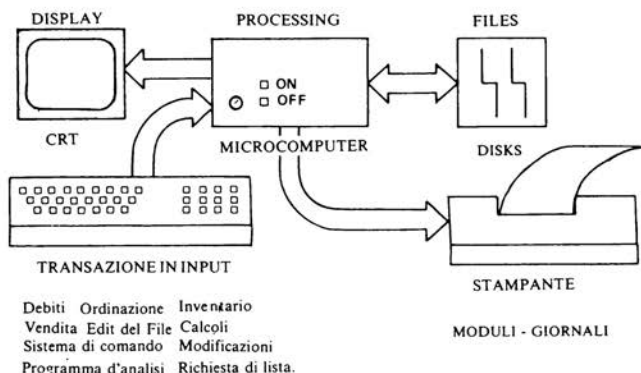 DISPLAY
PROCESSING
FILES
ON
OFF
CRT
MICROCOMPUTER
DISKS
TRANSAZIONE IN INPUT
STAMPANTE
Debiti Ordinazione Inventario
Vendita Edit del File Calcoli
Sistema di comando Modificazioni
Programma d'analisi Richiesta di lista.
MODULI - GIORNALI